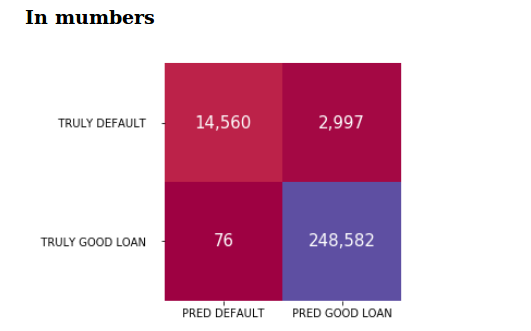 In mumbers
TRULY DEFAULT
14,560
2,997
TRULY GOOD LOAN
76
248,582
PRED DEFAULT
PRED GOOD LOAN